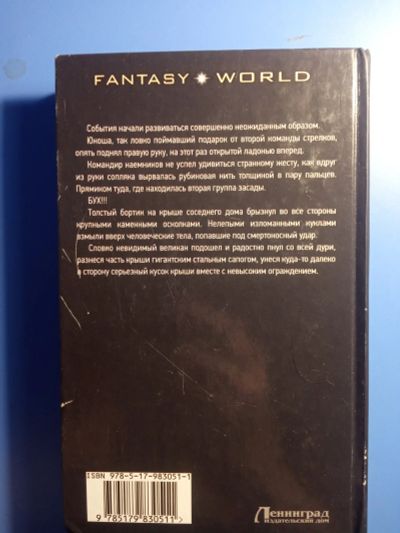 FANTASY WORLD
События начали развиваться совершенно неожиданным образом.
Юноша, так ловко поймавший подарок от второй команды стрелков,
опять поднял правую руку, на этот раз открытой ладонью вперед.
Командир наемников не успел удивиться странному жесту, как вдруг
из руки сопляка вырвалась рубиновая нить толщиной в пару пальцев.
Прямиком туда, где находилась вторая группа засады.
БУХ!!!
Толстый бортик на крыше соседнего дома брызнул во все стороны
крупными каменными осколками. Нелепыми изломанными куклами
взмыли вверх человеческие тела, попавшие под смертоносный удар.
Словно невидимый великан подошел и радостно пнул со всей дури,
разнеся часть крыши гигантским стальным сапогом, унеся куда-то далеко
в сторону серьезный кусок крыши вместе с невысоким ограждением.
ISBN 978-5-17-983051-1
9 785179 830511 >
Ленинград
издательский дом